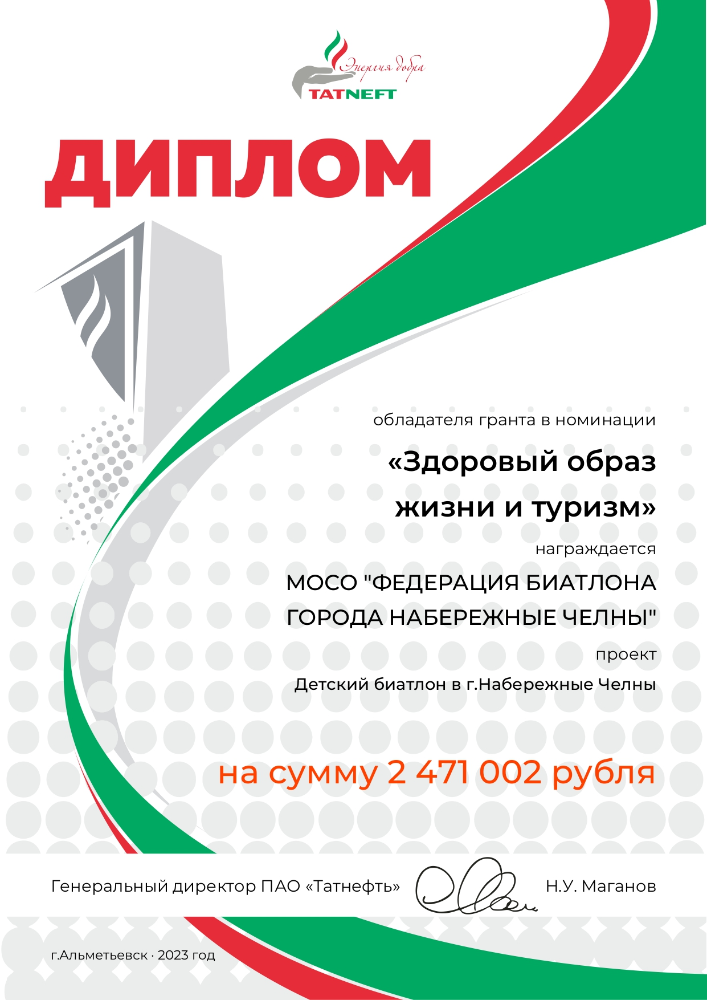 Энергия добра
TATNEFT
ДИПЛОМ
обладателя гранта в номинации
«Здоровый образ
жизни и туризм»
награждается
МОСО "ФЕДЕРАЦИЯ БИАТЛОНА
ГОРОДА НАБЕРЕЖНЫЕ ЧЕЛНЫ"
проект
Детский биатлон в г.Набережные Челны
на сумму 2 471 002 рубля
Генеральный директор ПАО «Татнефть» Н.У. Маганов
г.Альметьевск · 2023 год